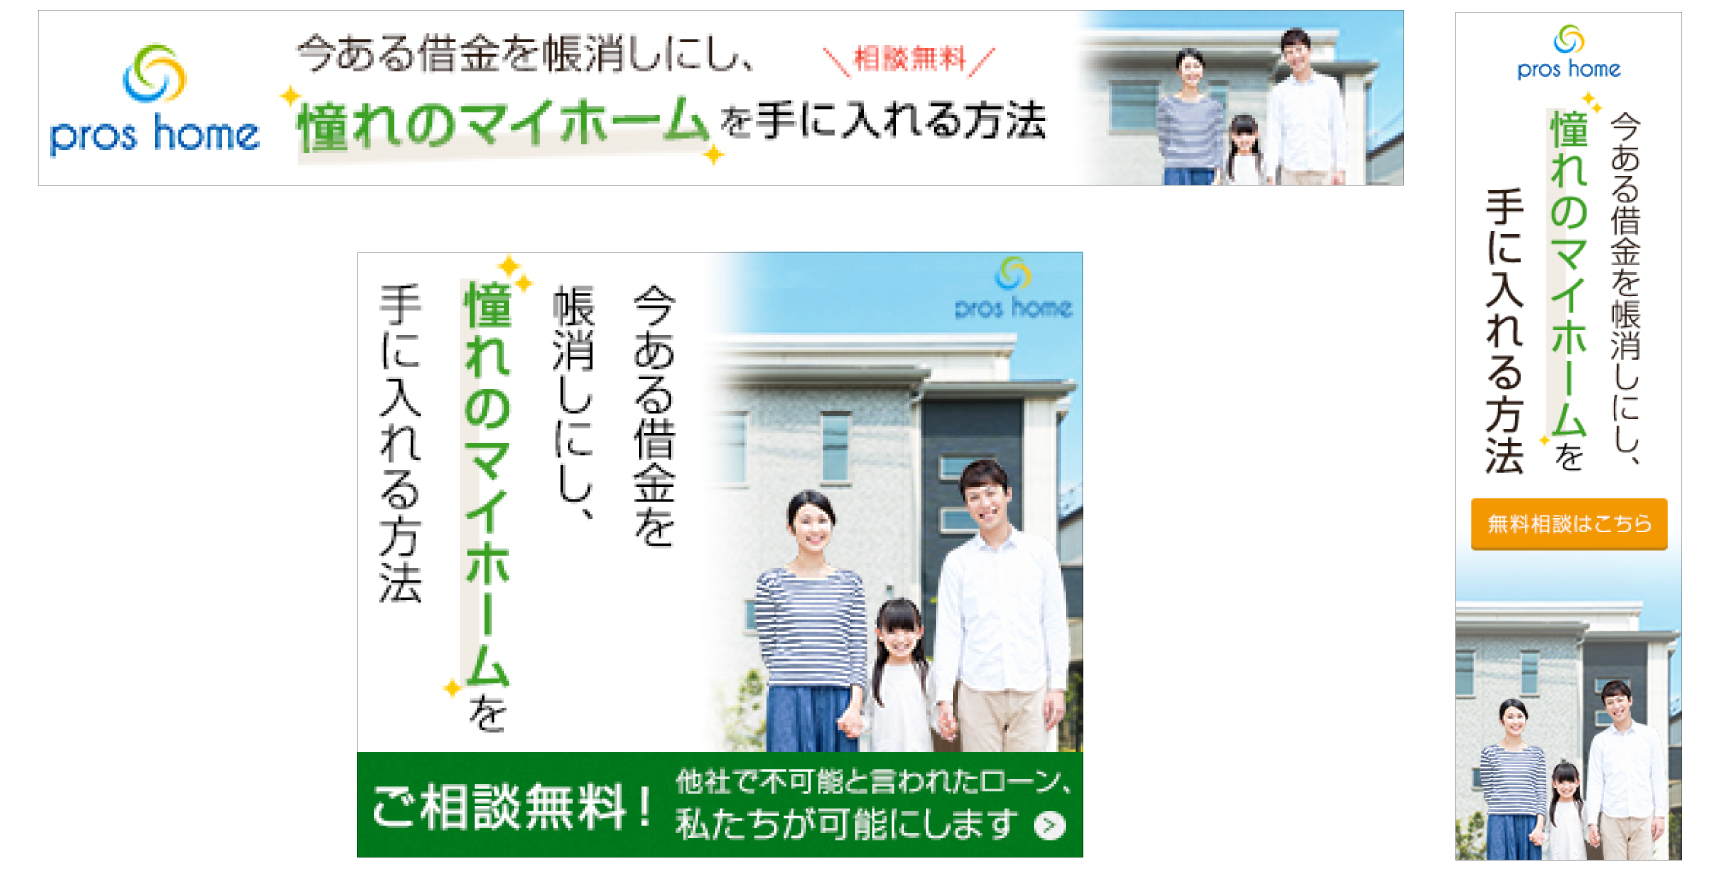 pros home
今ある借金を帳消しにし、
＼相談無料／
憧れのマイホームを手に入れる方法
pros home
今ある借金を
帳消しにし、
憧れのマイホームを
手に入れる方法
ご相談無料！
他社で不可能と言われたローン、
私たちが可能にします
pros home
今ある借金を帳消しにし、
憧れのマイホームを
手に入れる方法
無料相談はこちら